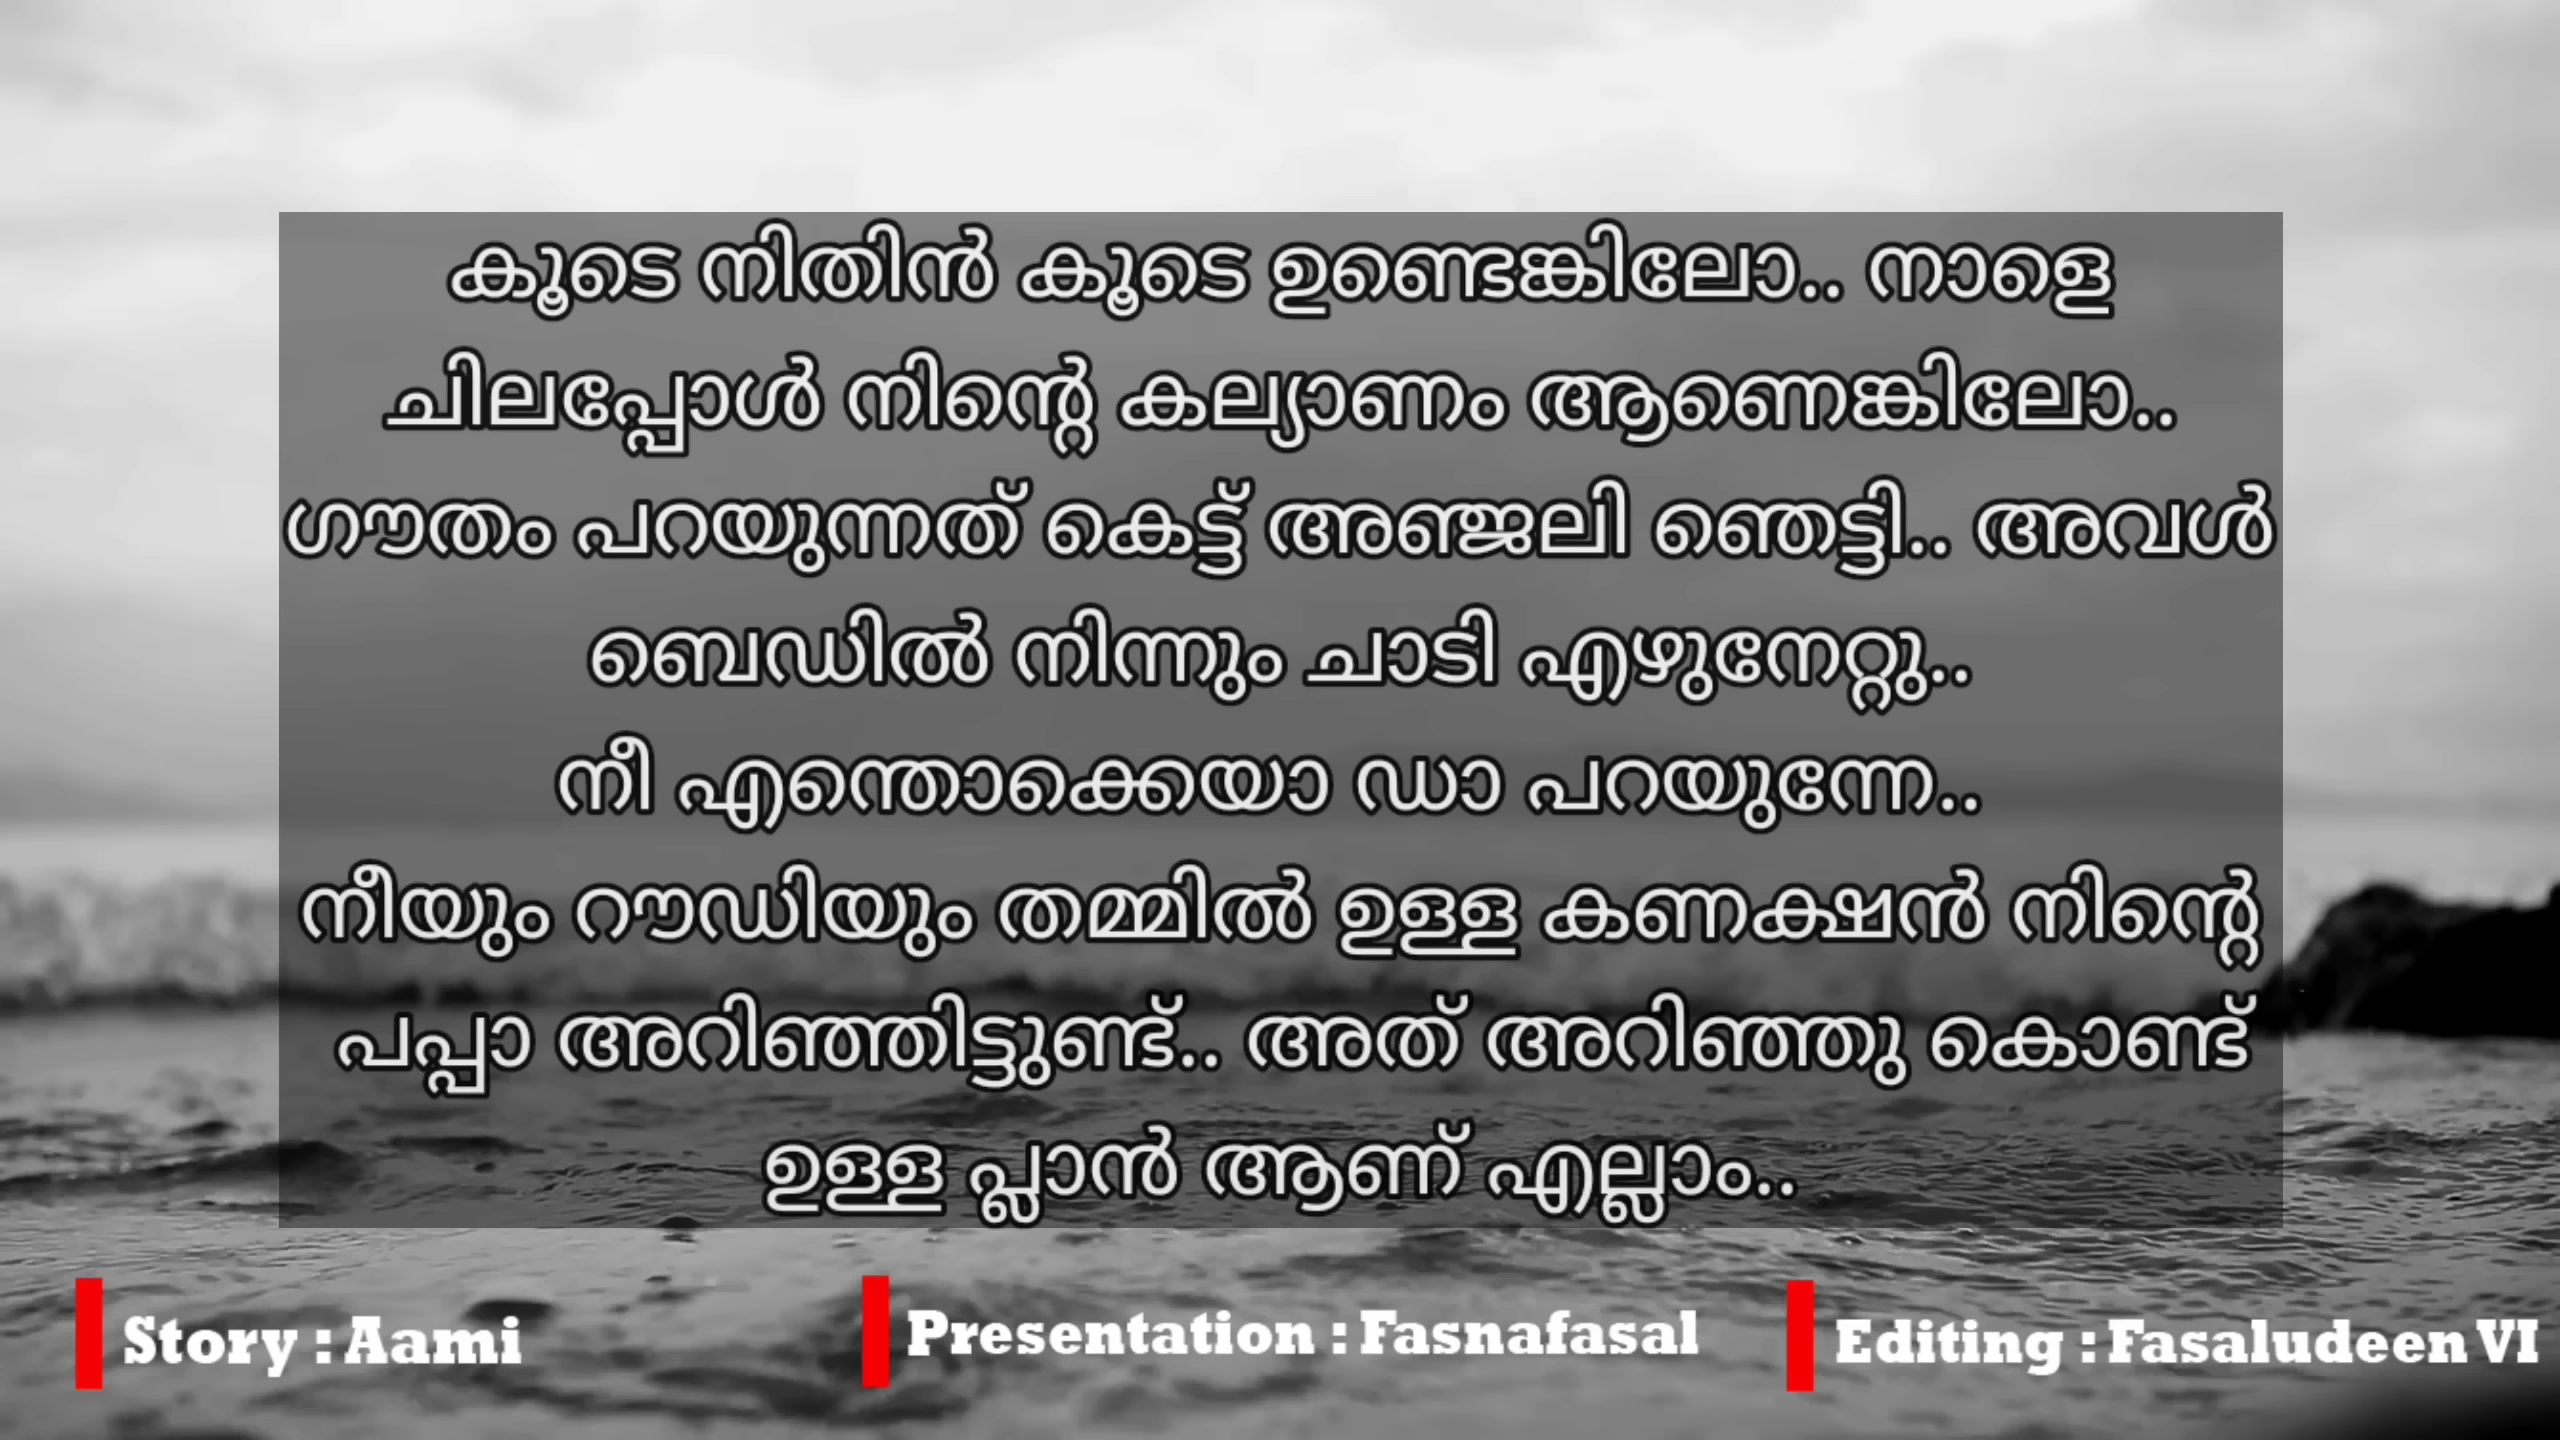 കൂടെ നിതിൻ കൂടെ ഉണ്ടെങ്കിലോ.. നാളെ
ചിലപ്പോൾ നിന്റെ കല്യാണം ആണെങ്കിലോ..
ഗൗതം പറയുന്നത് കെട്ട് അഞ്ജലി ഞെട്ടി.. അവൾ
ബെഡിൽ നിന്നും ചാടി എഴുനേറ്റു..
നീ എന്തൊക്കെയാ ഡാ പറയുന്നേ..
നീയും റൗഡിയും തമ്മിൽ ഉള്ള കണക്ഷൻ നിന്റെ
പപ്പാ അറിഞ്ഞിട്ടുണ്ട്.. അത് അറിഞ്ഞു കൊണ്ട്
ഉള്ള പ്ലാൻ ആണ് എല്ലാം..
Story : Aami
Presentation : Fasnafasal
Editing : Fasaludeen VI